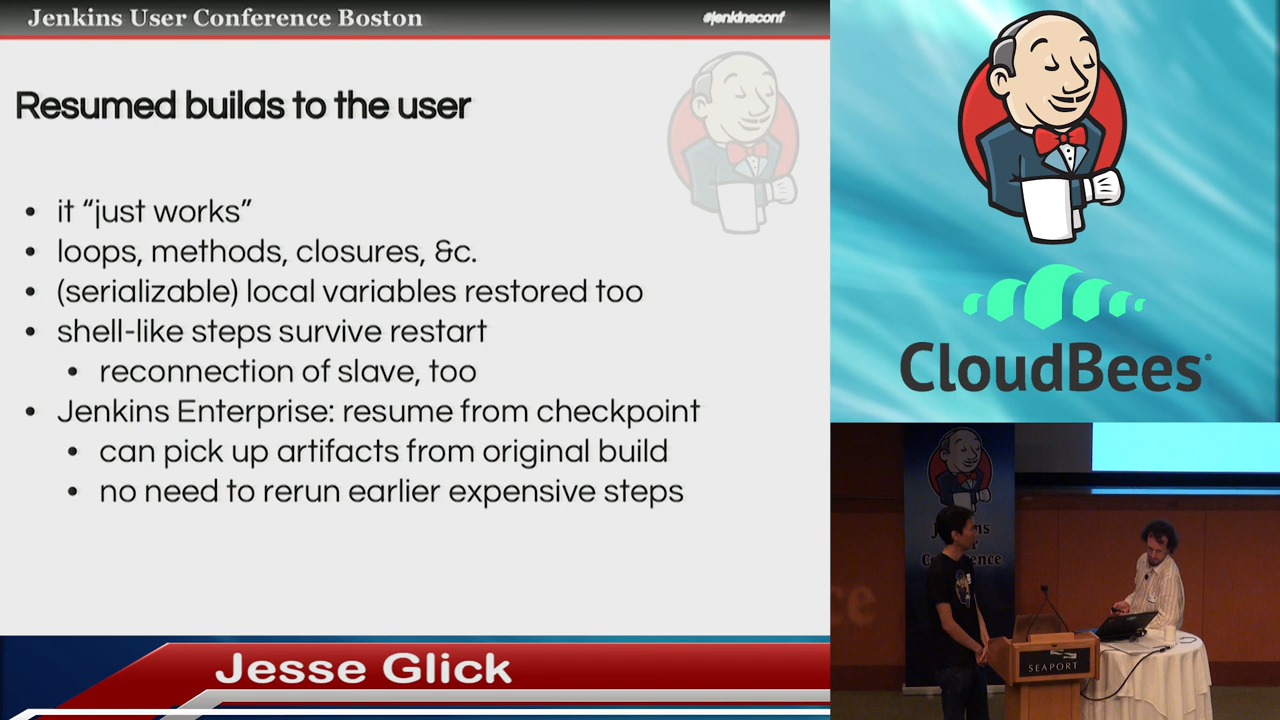 Jenkins User Conference Boston
#jenkinsconf
Resumed builds to the user
• it “just works”
• loops, methods, closures, &c.
• (serializable) local variables restored too
• shell-like steps survive restart
• reconnection of slave, too
• Jenkins Enterprise: resume from checkpoint
• can pick up artifacts from original build
• no need to rerun earlier expensive steps
Jesse Glick
CloudBees
SEAPORT